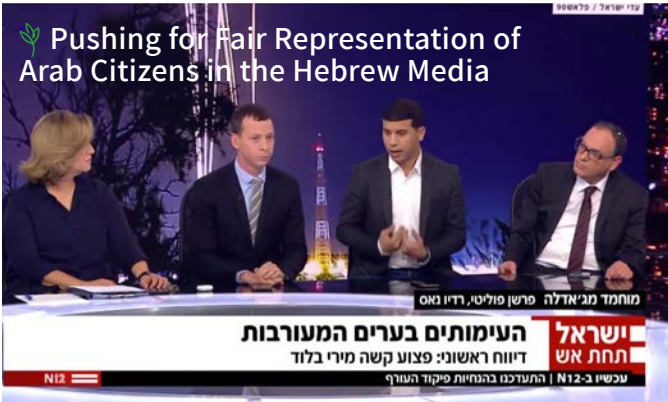 עדי ישראל / פלאש90
Pushing for Fair Representation of
Arab Citizens in the Hebrew Media
מוחמד מג'אדלה פרשן פוליטי, רדיו נאס
ישראל
תחת אש
העימותים בערים המעורבות
דיווח ראשוני: פצוע קשה מירי בלוד
עכשיו ב-N12 | התעדכנו בהנחיות פיקוד העורף
N12